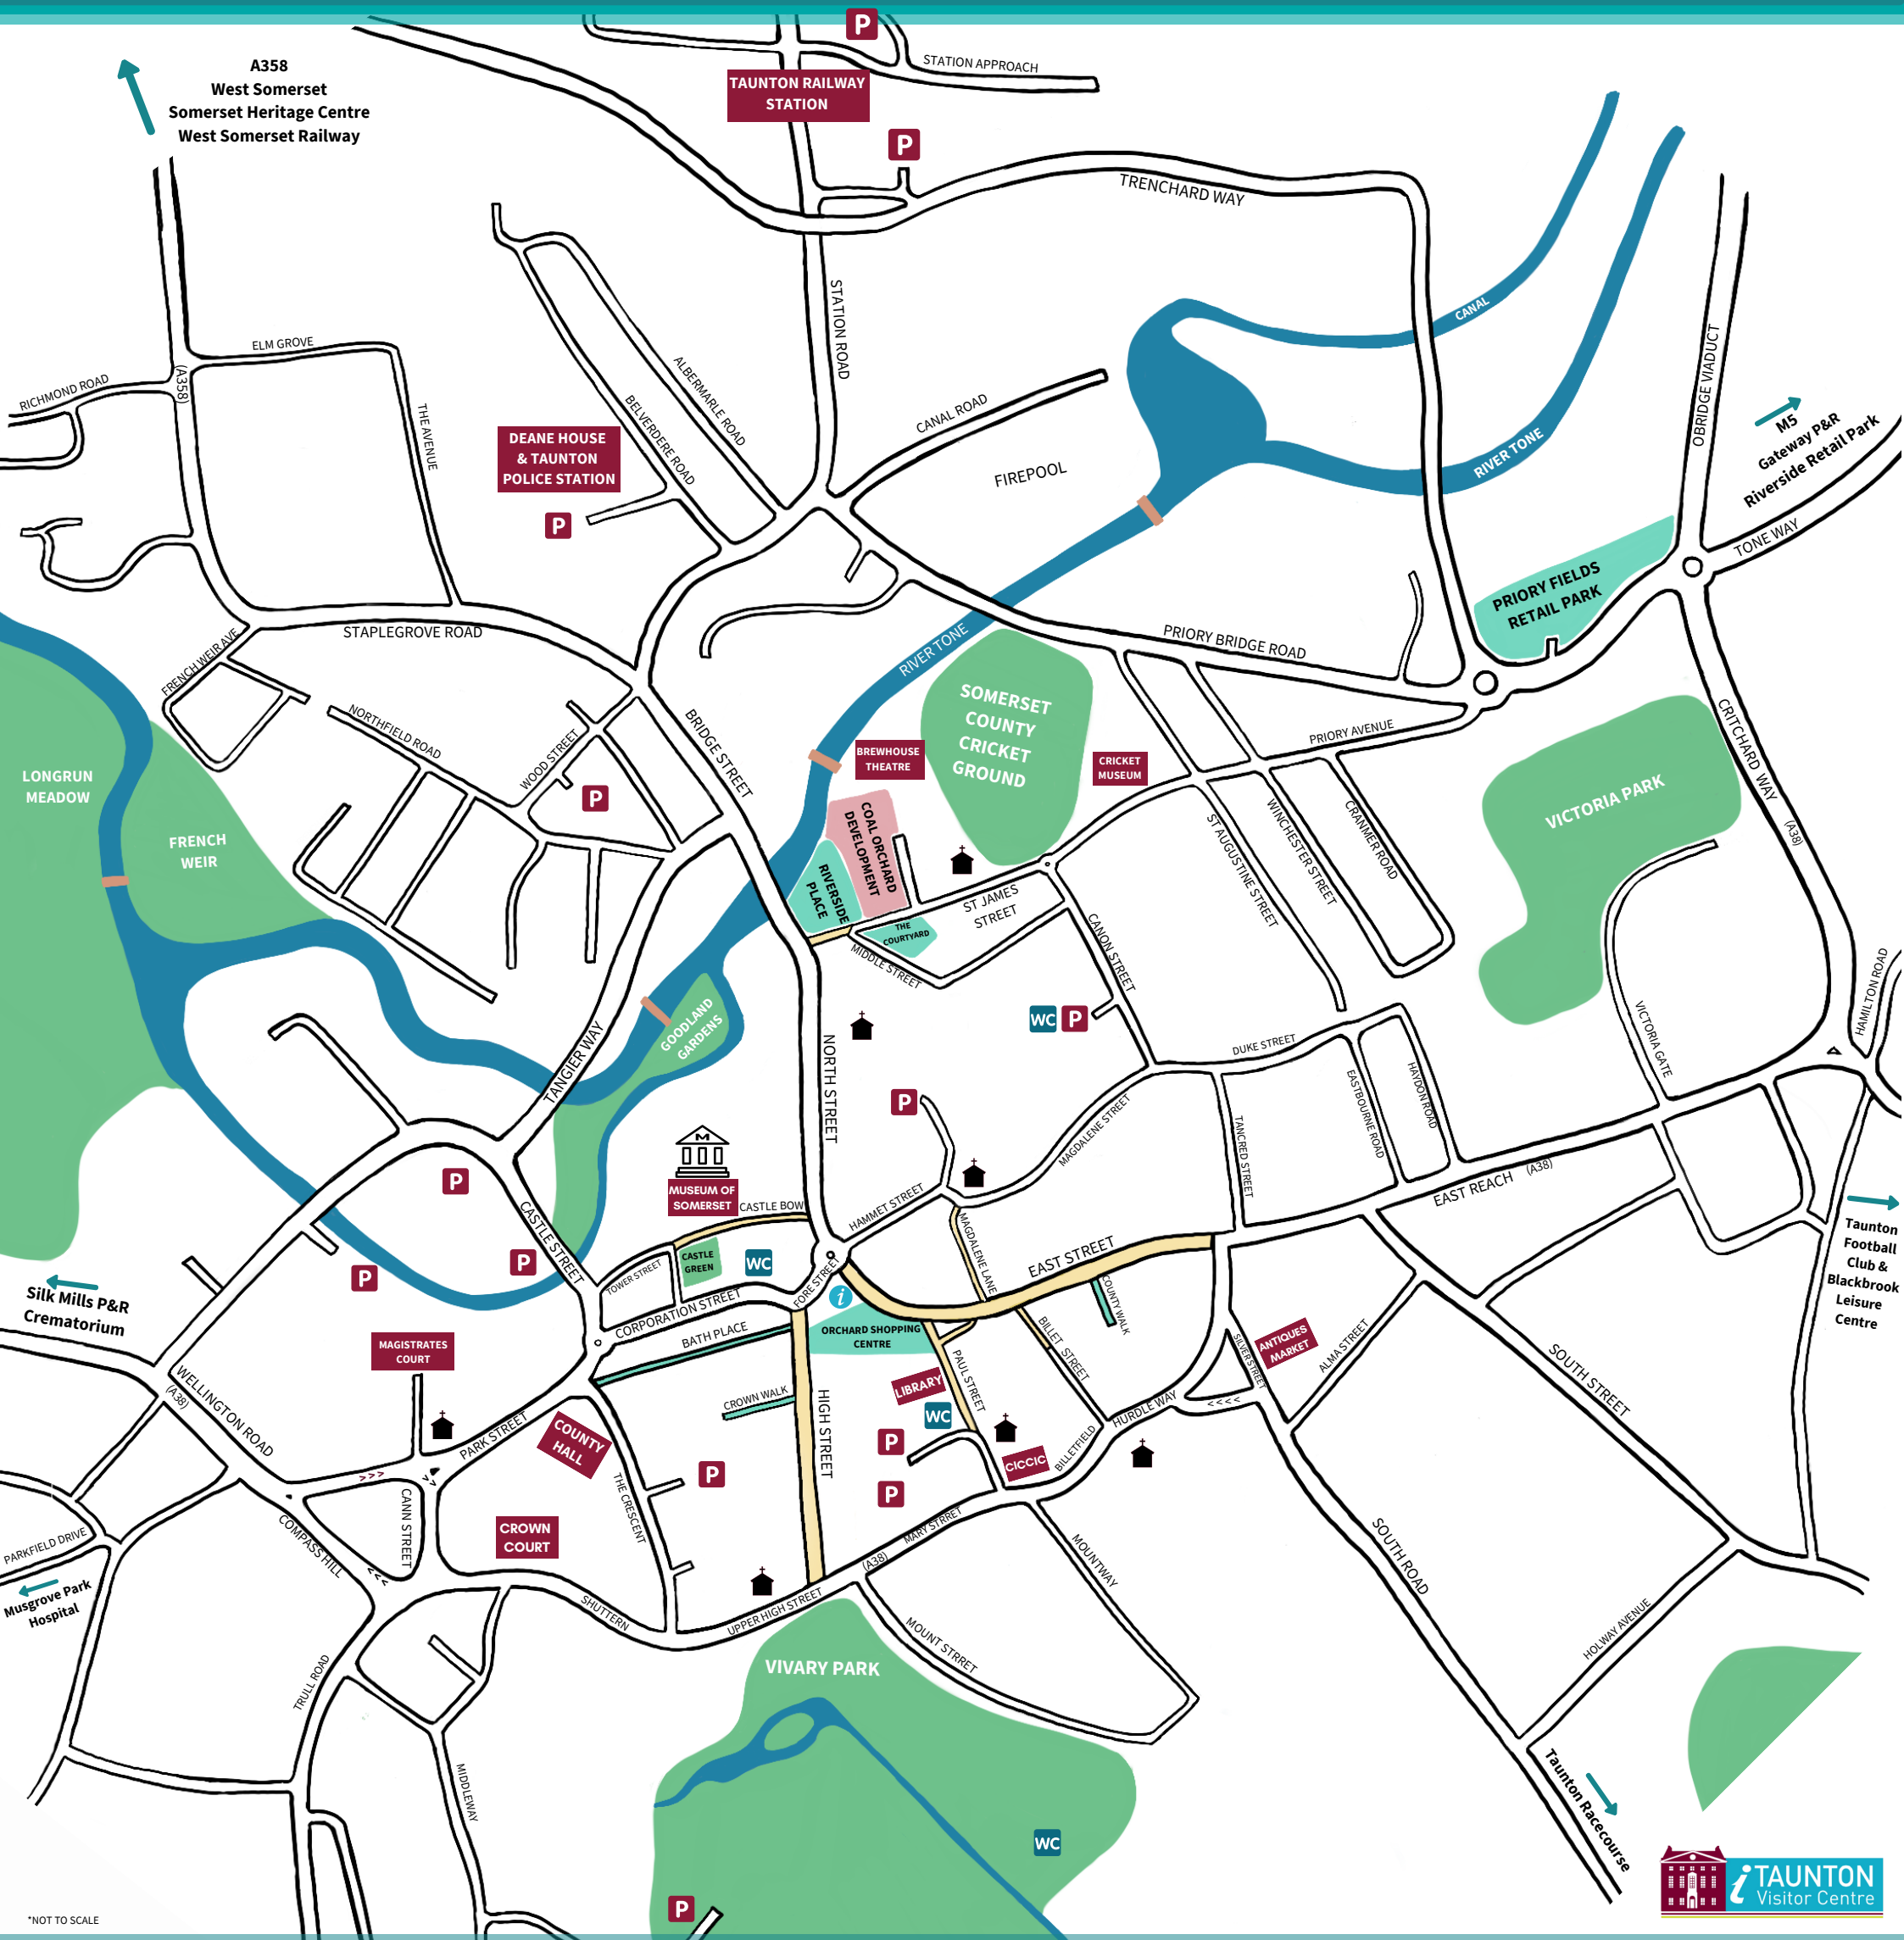 P
STATION APPROACH
A358
West Somerset
Somerset Heritage Centre
West Somerset Railway
TAUNTON RAILWAY
STATION
P
TRENCHARD WAY
STATION ROAD
CANAL
ELM GROVE
RICHMOND ROAD
(A358)
THE AVENUE
ALBERMARLE ROAD
BELVERDERE ROAD
CANAL ROAD
OBRIDGE VIADUCT
M5
Gateway P&R
Riverside Retail Park
DEANE HOUSE
& TAUNTON
POLICE STATION
P
FIREPOOL
RIVER TONE
TONE WAY
PRIORY FIELDS
RETAIL PARK
STAPLEGROVE ROAD
FRENCH WEIR AVE
RIVER TONE
PRIORY BRIDGE ROAD
SOMERSET
COUNTY
CRICKET
GROUND
NORTHFIELD ROAD
WOOD STREET
BRIDGE STREET
BREWHOUSE
THEATRE
CRICKET
MUSEUM
PRIORY AVENUE
CRITCHARD WAY
(A38)
LONGRUN
MEADOW
FRENCH
WEIR
P
COAL ORCHARD
DEVELOPMENT
RIVERSIDE
PLACE
ST AUGUSTINE STREET
WINCHESTER STREET
CRANMER ROAD
VICTORIA PARK
ST JAMES
STREET
THE
COURTYARD
MIDDLE STREET
CANON STREET
WC
P
HAMILTON ROAD
VICTORIA GATE
GOODLAND
GARDENS
TANGIER WAY
NORTH STREET
DUKE STREET
EASTBOURNE ROAD
HAYDON ROAD
P
MAGDALENE STREET
TANCRED STREET
EAST REACH
(A38)
P
MUSEUM OF
SOMERSET
CASTLE BOW
HAMMET STREET
MAGDALENE LANE
EAST STREET
COUNTY WALK
CASTLE STREET
P
P
TOWER STREET
CASTLE
GREEN
WC
FORE STREET
i
CORPORATION STREET
BATH PLACE
ORCHARD SHOPPING
CENTRE
Taunton
Football
Club &
Blackbrook
Leisure
Centre
Silk Mills P&R
Crematorium
MAGISTRATES
COURT
WELLINGTON ROAD
(A38)
CROWN WALK
HIGH STREET
LIBRARY
WC
PAUL STREET
BILLET STREET
SILVER STREET
ANTIQUES
MARKET
ALMA STREET
SOUTH STREET
HURDLE WAY
<<<<
PARK STREET
COUNTY
HALL
P
P
P
CICCIC
BILLETFIELD
>>>
>>
CANN STREET
THE CRESCENT
CROWN
COURT
COMPASS HILL
<<<
PARKFIELD DRIVE
Musgrove Park
Hospital
MARY STRRET
(A38)
UPPER HIGH STREET
SHUTTERN
MOUNTWAY
SOUTH ROAD
MOUNT STRRET
VIVARY PARK
HOLWAY AVENUE
TRULL ROAD
MIDDLEWAY
Taunton Racecourse
WC
P
*NOT TO SCALE
i TAUNTON
Visitor Centre